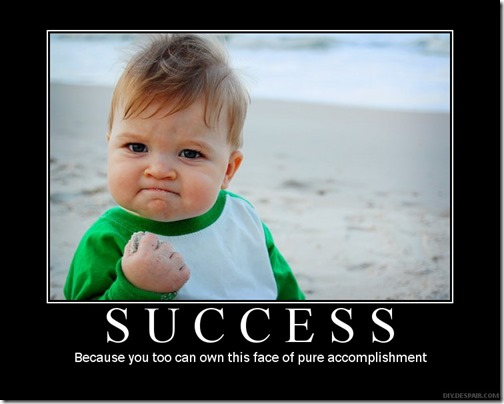 SUCCESS
Because you too can own this face of pure accomplishment
DIY.DESPAIR.COM